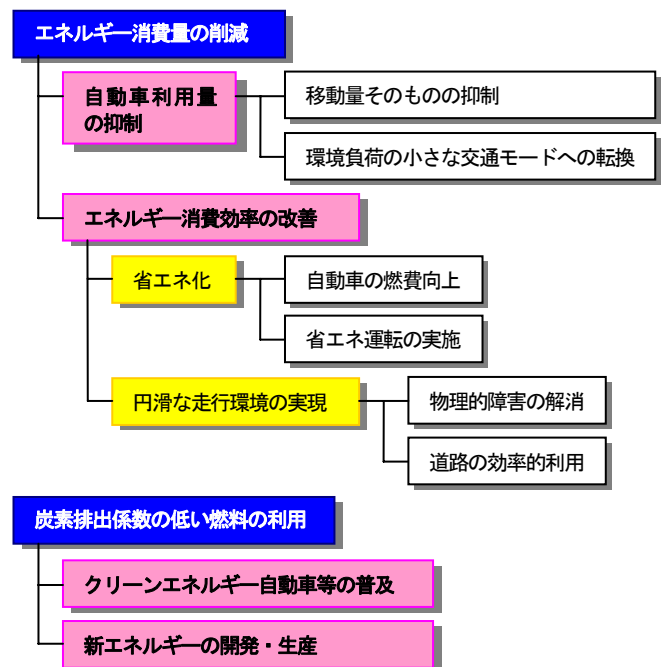 エネルギー消費量の削減
自動車利用量
の抑制
移動量そのものの抑制
環境負荷の小さな交通モードへの転換
エネルギー消費効率の改善
省エネ化
自動車の燃費向上
省エネ運転の実施
円滑な走行環境の実現
物理的障害の解消
道路の効率的利用
炭素排出係数の低い燃料の利用
クリーンエネルギー自動車等の普及
新エネルギーの開発・生産